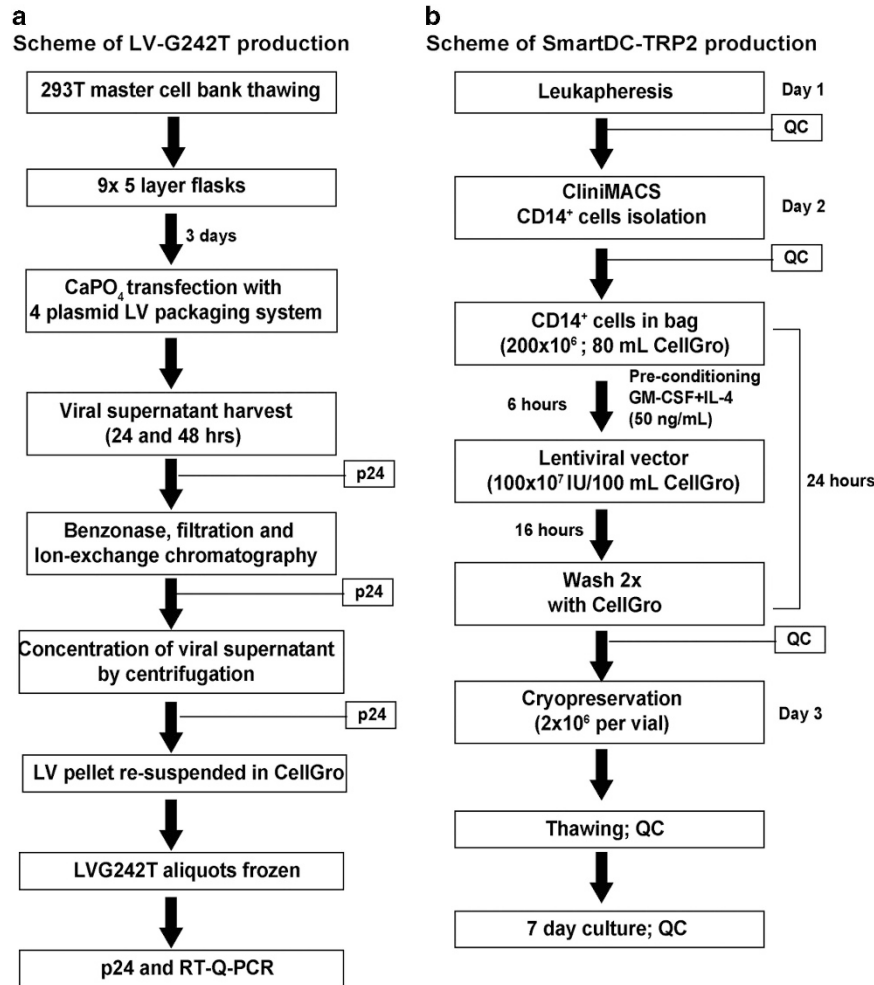 a
Scheme of LV-G242T production
293T master cell bank thawing
9x 5 layer flasks
3 days
CaPO₄ transfection with
4 plasmid LV packaging system
Viral supernatant harvest
(24 and 48 hrs)
p24
Benzonase, filtration and
Ion-exchange chromatography
p24
Concentration of viral supernatant
by centrifugation
p24
LV pellet re-suspended in CellGro
LVG242T aliquots frozen
p24 and RT-Q-PCR
b
Scheme of SmartDC-TRP2 production
Leukapheresis
Day 1
QC
CliniMACS
CD14⁺ cells isolation
Day 2
QC
CD14⁺ cells in bag
(200x10⁶ ; 80 mL CellGro)
6 hours
Pre-conditioning
GM-CSF+IL-4
(50 ng/mL)
Lentiviral vector
(100x10⁷ IU/100 mL CellGro)
24 hours
16 hours
Wash 2x
with CellGro
QC
Cryopreservation
(2x10⁶ per vial)
Day 3
Thawing; QC
7 day culture; QC